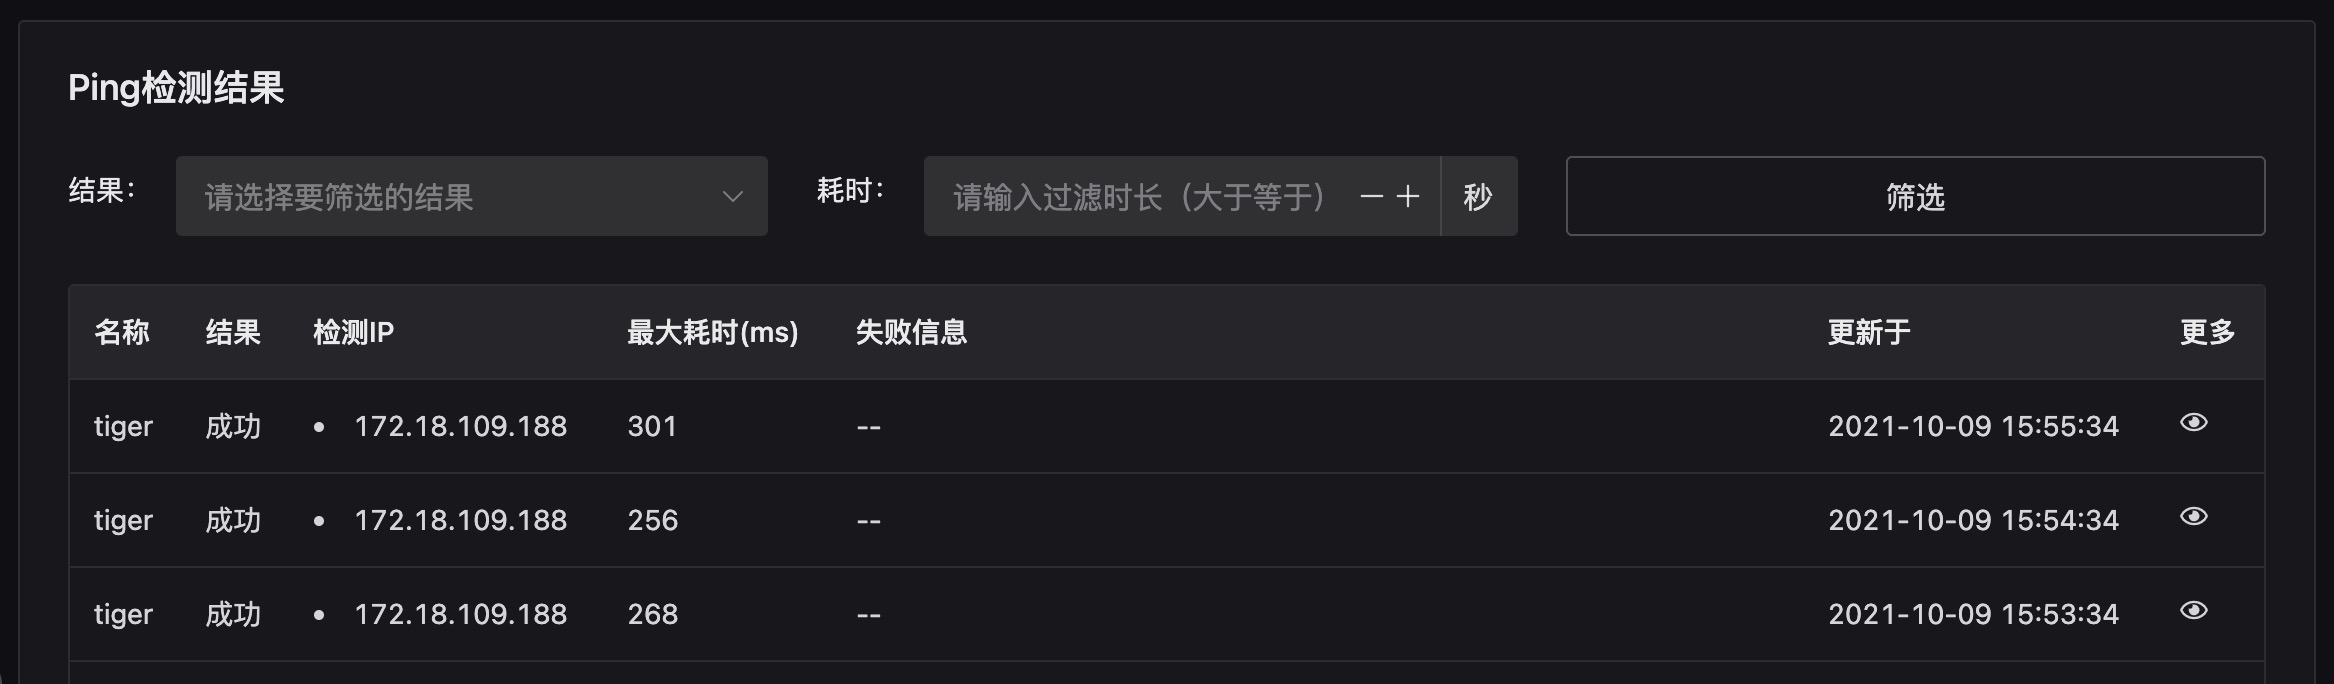 Ping检测结果
结果： 请选择要筛选的结果 耗时： 请输入过滤时长（大于等于） 秒 筛选
名称 结果 检测IP 最大耗时(ms) 失败信息 更新于 更多
tiger 成功 • 172.18.109.188 301 -- 2021-10-09 15:55:34
tiger 成功 • 172.18.109.188 256 -- 2021-10-09 15:54:34
tiger 成功 • 172.18.109.188 268 -- 2021-10-09 15:53:34